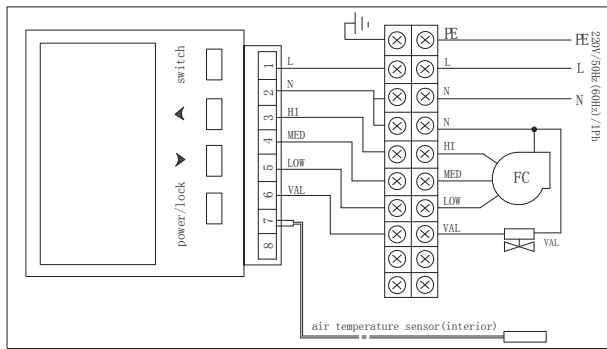 switch
power/lock
1
2
3
4
5
6
7
8
L
N
HI
MED
LOW
VAL
PE
L
N
N
HI
MED
LOW
VAL
PE
L
N
220V/50Hz(60Hz)/1Ph
FC
VAL
air temperature sensor(interior)